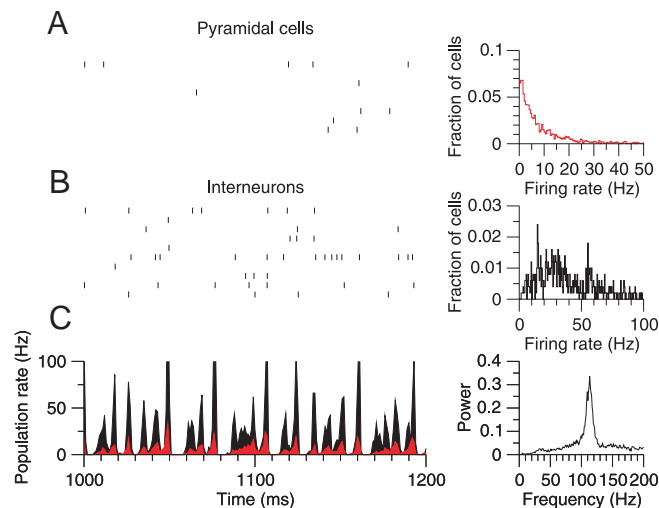 A
Pyramidal cells
Fraction of cells
0.1
0.05
0
0 10 20 30 40 50
Firing rate (Hz)
B
Interneurons
Fraction of cells
0.03
0.02
0.01
0
0 50 100
Firing rate (Hz)
C
Population rate (Hz)
100
50
0
1000 1100 1200
Time (ms)
Power
0.4
0.3
0.2
0.1
0
0 50 100 150 200
Frequency (Hz)